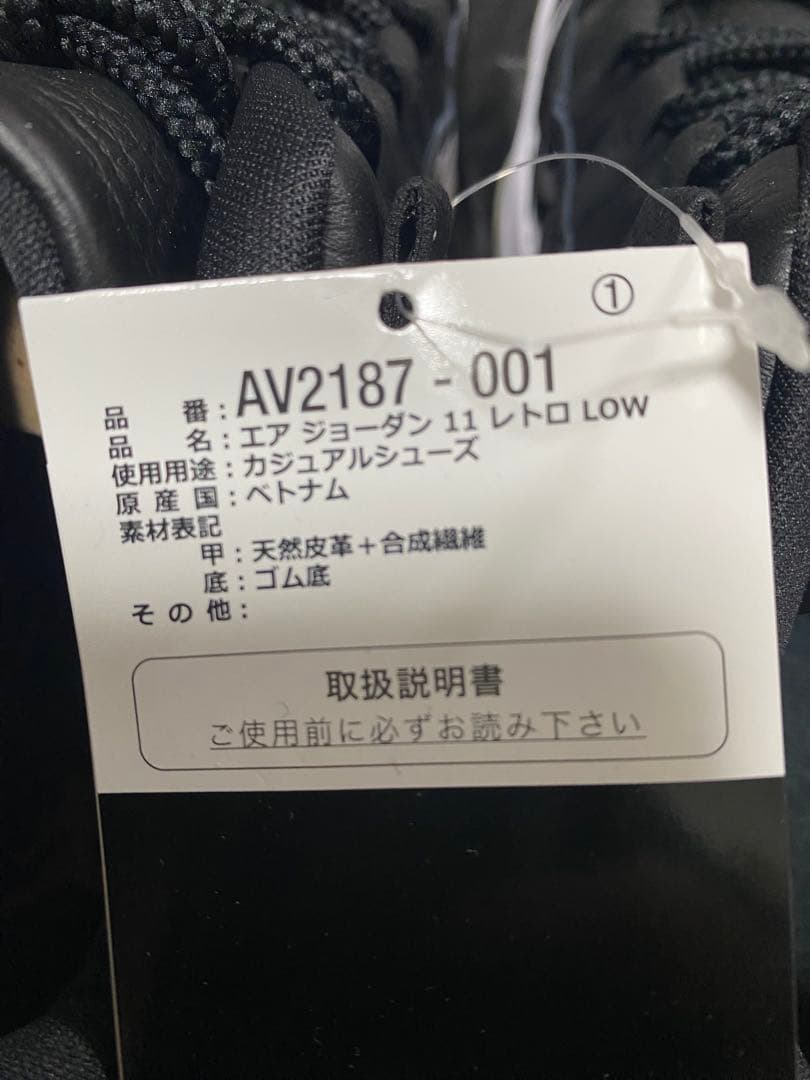 ①
品番：AV2187 - 001
品名：エア ジョーダン 11 レトロ LOW
使用用途：カジュアルシューズ
原産国：ベトナム
素材表記
甲：天然皮革＋合成繊維
底：ゴム底
その他：
取扱説明書
ご使用前に必ずお読み下さい